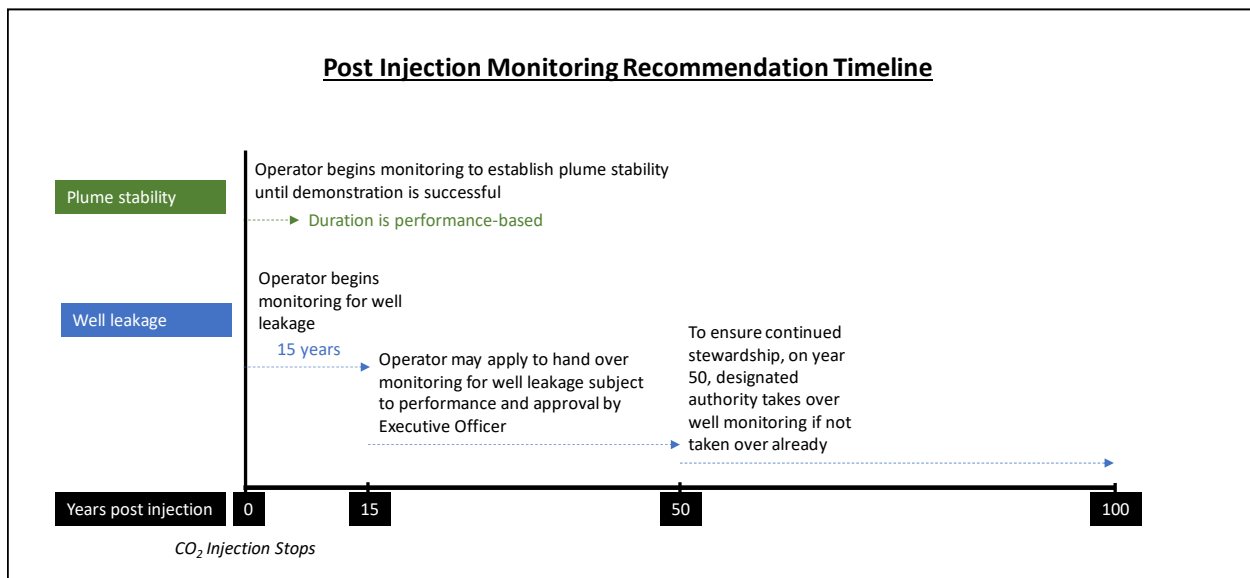 Post Injection Monitoring Recommendation Timeline
Plume stability
Operator begins monitoring to establish plume stability
until demonstration is successful
Duration is performance-based
Well leakage
Operator begins
monitoring for well
leakage
15 years
Operator may apply to hand over
monitoring for well leakage subject
to performance and approval by
Executive Officer
To ensure continued
stewardship, on year
50, designated
authority takes over
well monitoring if not
taken over already
Years post injection
0
15
50
100
CO2 Injection Stops